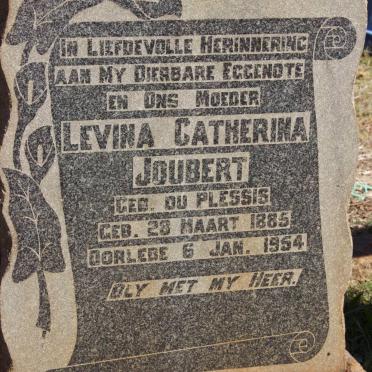 IN LIEFDEVOLLE HERINNERING
AAN MY DIERBARE EGGENOTE
EN ONS MOEDER
LEVINA CATHERINA
JOUBERT
GEB. DU PLESSIS
GEB. 28 MAART 1885
OORLEDE 6 JAN. 1954
BLY MET MY HEER.